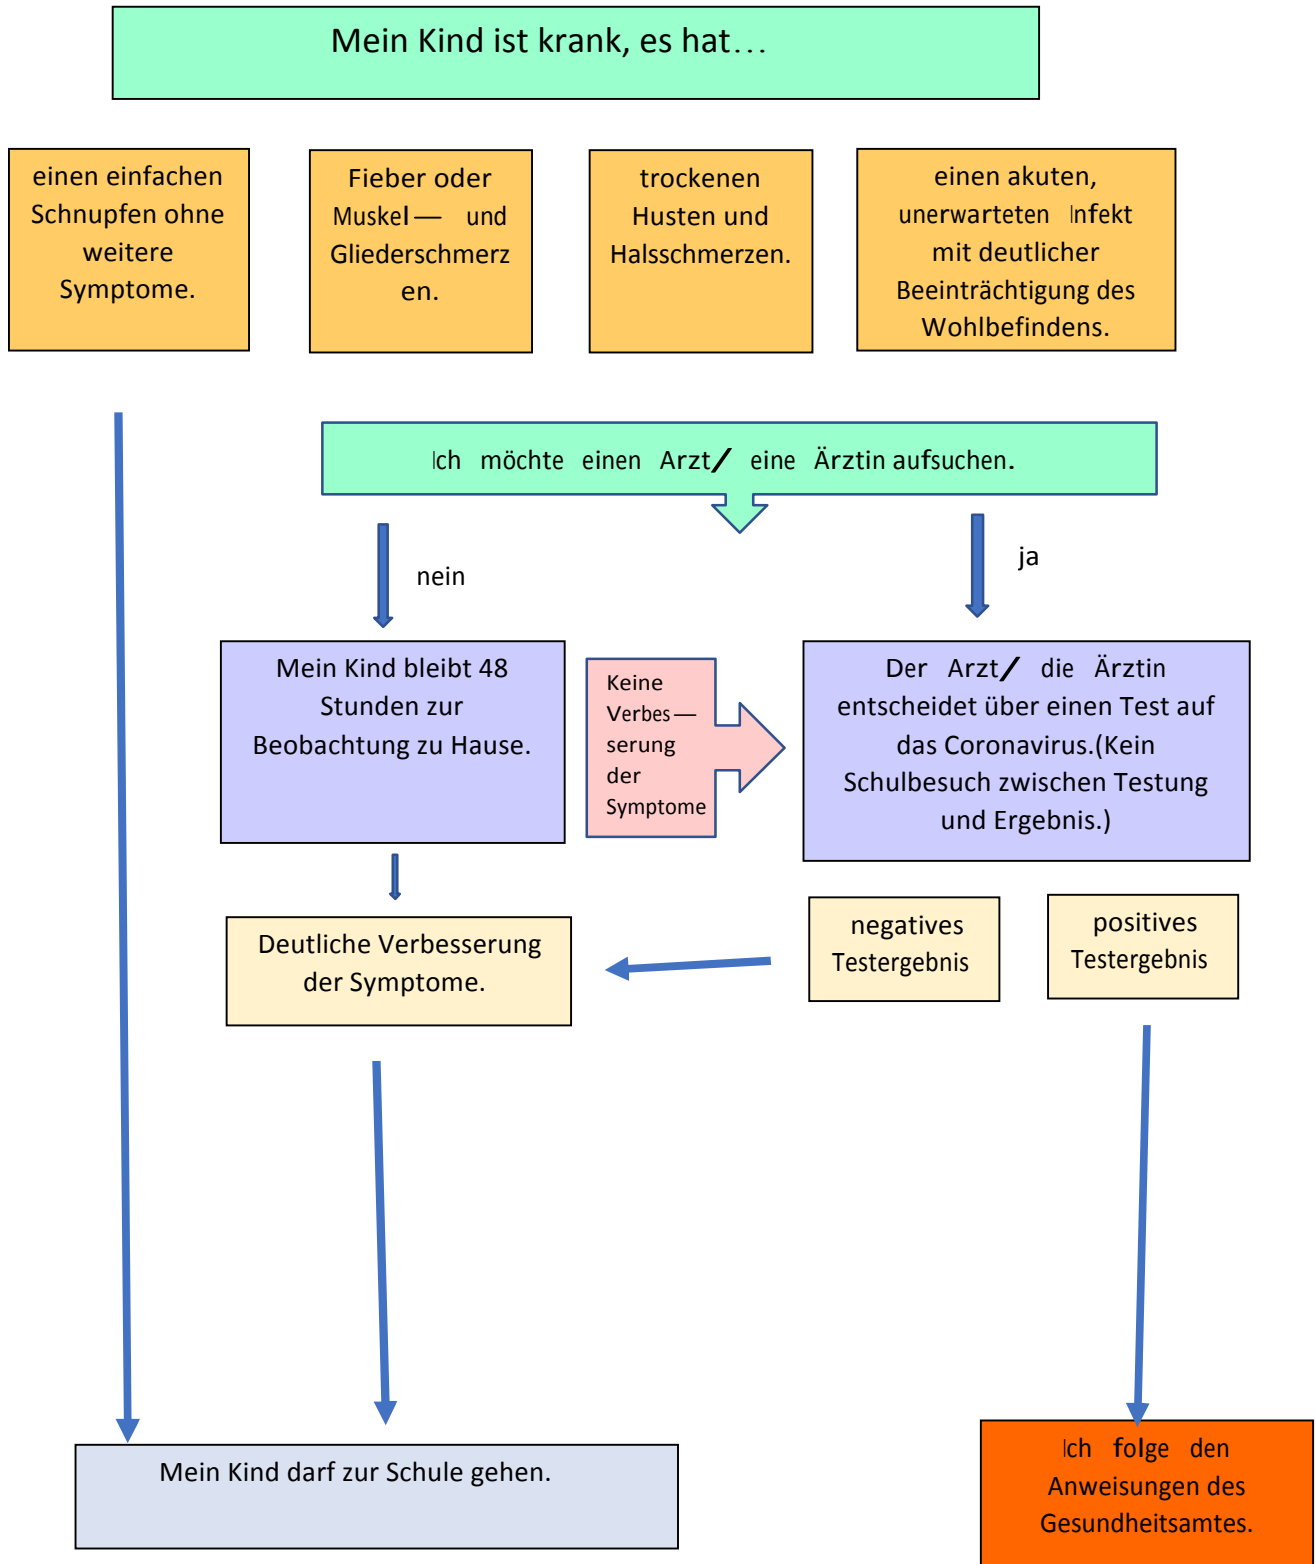 Mein Kind ist krank, es hat…
einen einfachen
Schnupfen ohne
weitere
Symptome.
Fieber oder
Muskel— und
Gliederschmerz
en.
trockenen
Husten und
Halsschmerzen.
einen akuten,
unerwarteten Infekt
mit deutlicher
Beeinträchtigung des
Wohlbefindens.
Ich möchte einen Arzt/ eine Ärztin aufsuchen.
nein
ja
Mein Kind bleibt 48
Stunden zur
Beobachtung zu Hause.
Keine
Verbes—
serung
der
Symptome
Der Arzt/ die Ärztin
entscheidet über einen Test auf
das Coronavirus.(Kein
Schulbesuch zwischen Testung
und Ergebnis.)
Deutliche Verbesserung
der Symptome.
negatives
Testergebnis
positives
Testergebnis
Mein Kind darf zur Schule gehen.
Ich folge den
Anweisungen des
Gesundheitsamtes.